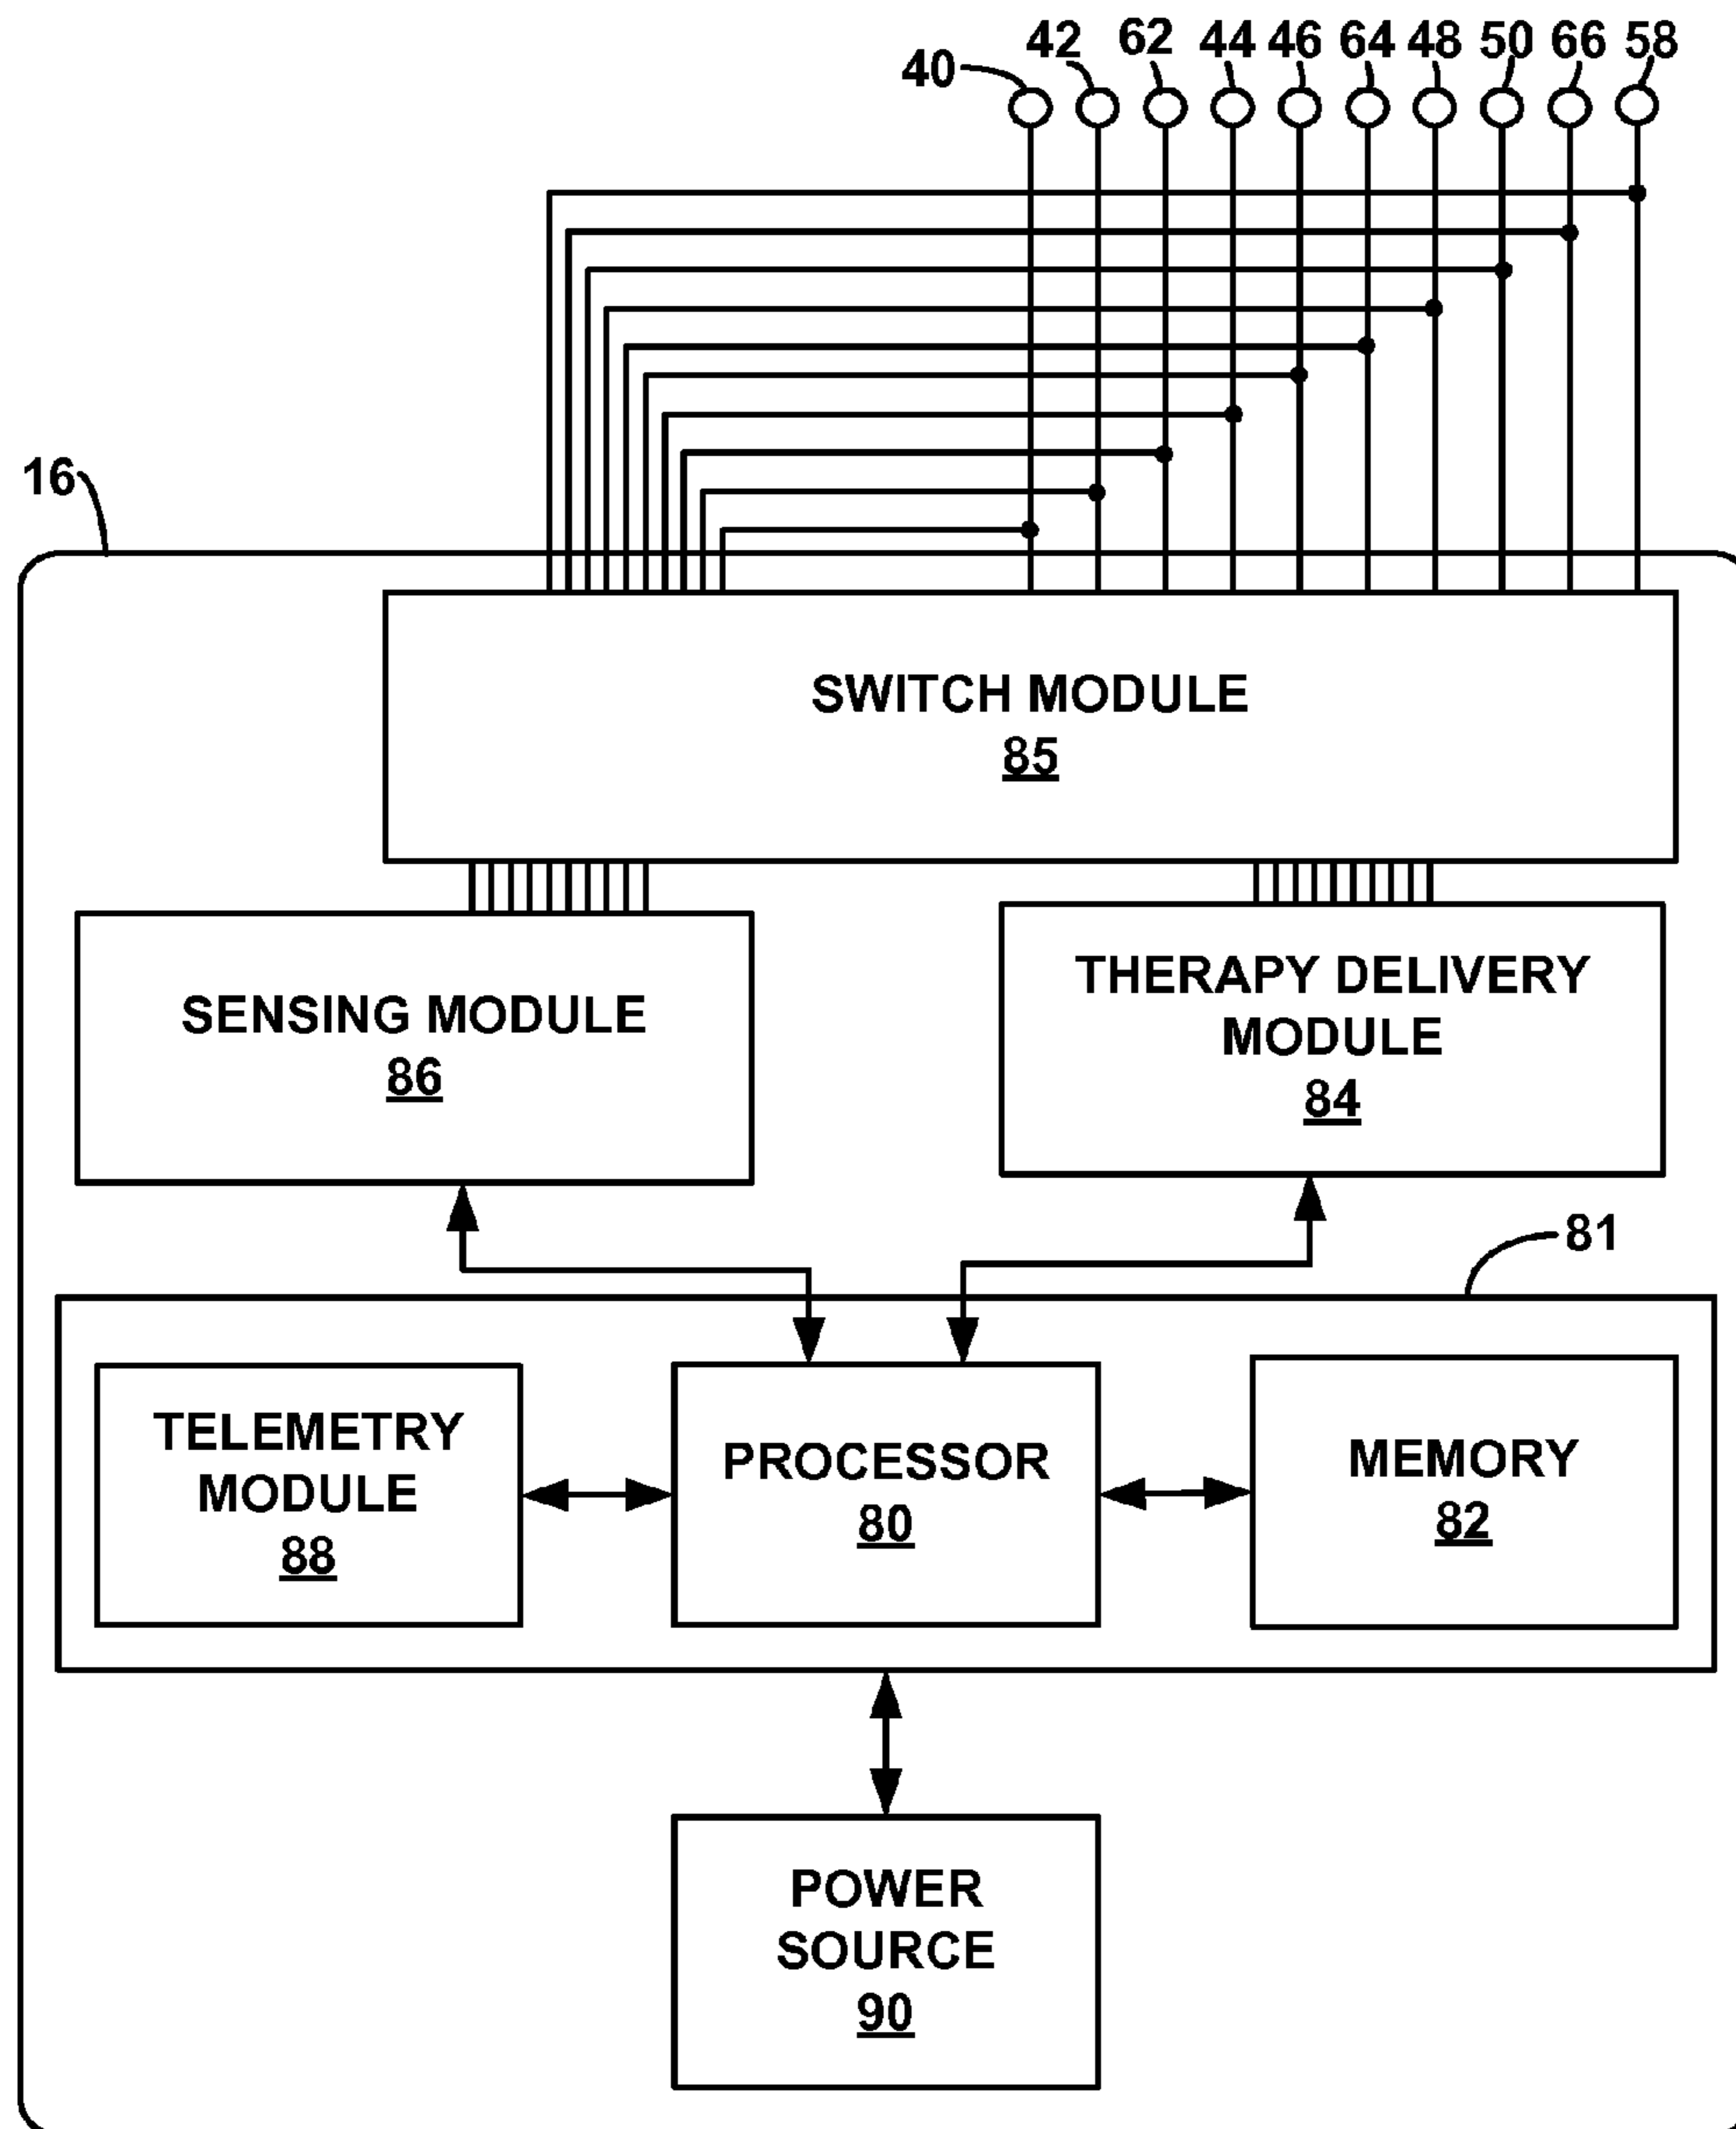 40 42 62 44 46 64 48 50 66 58
16
SWITCH MODULE
85
SENSING MODULE
86
THERAPY DELIVERY
MODULE
84
81
TELEMETRY
MODULE
88
PROCESSOR
80
MEMORY
82
POWER
SOURCE
90